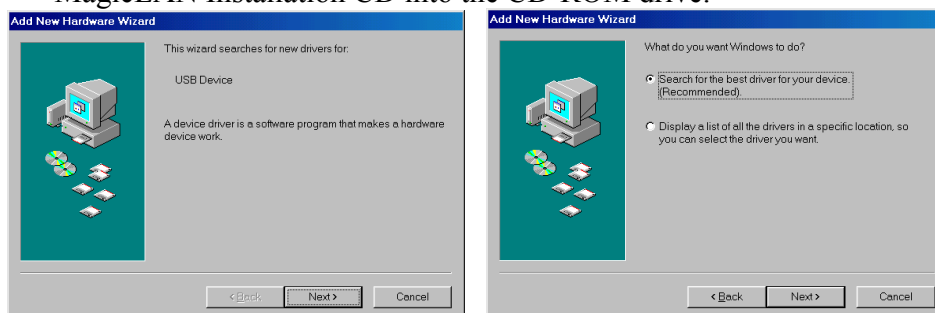 MagicLAN Installation CD into the CD-ROM drive.
Add New Hardware Wizard
This wizard searches for new drivers for:
USB Device
A device driver is a software program that makes a hardware
device work.
< Back
Next >
Cancel
Add New Hardware Wizard
What do you want Windows to do?
Search for the best driver for your device.
(Recommended).
Display a list of all the drivers in a specific location, so
you can select the driver you want.
< Back
Next >
Cancel